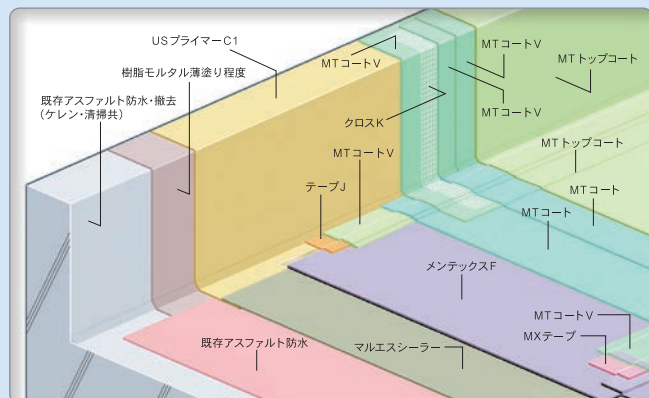 USプライマーC1
MTコートV
樹脂モルタル薄塗り程度
既存アスファルト防水・撤去
(ケレン・清掃共)
MTコートV
MTトップコート
MTコートV
クロスK
MTコートV
テープJ
MTトップコート
MTコート
MTコート
メンテックスF
MTコートV
MXテープ
既存アスファルト防水
マルエスシーラー